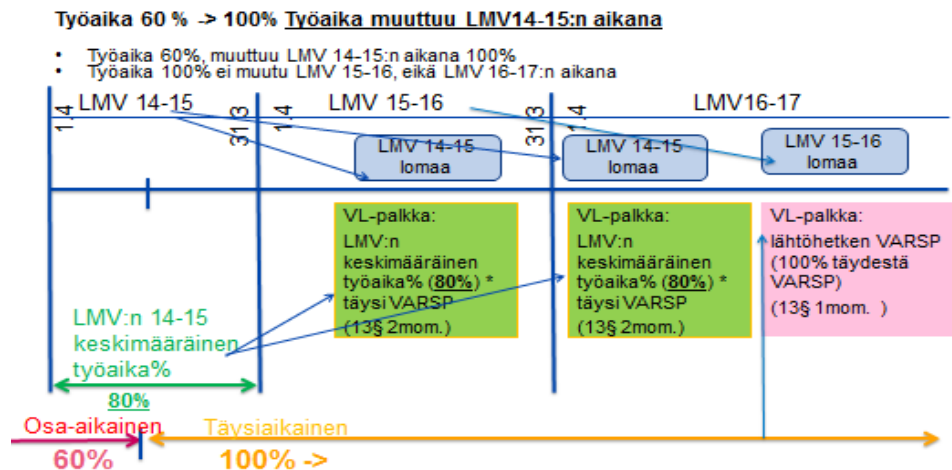 Työaika 60 % -> 100% Työaika muuttuu LMV14-15:n aikana
• Työaika 60%, muuttuu LMV 14-15:n aikana 100%
• Työaika 100% ei muutu LMV 15-16, eikä LMV 16-17:n aikana
LMV 14-15
LMV 15-16
LMV16-17
1.4
31.3
1.4
31.3
1.4
LMV 14-15
lomaa
LMV 14-15
lomaa
LMV 15-16
lomaa
VL-palkka:
LMV:n
keskimääräinen
työaika% (80%) *
täysi VARSP
(13§ 2mom.)
VL-palkka:
LMV:n
keskimääräinen
työaika% (80%) *
täysi VARSP
(13§ 2mom.)
VL-palkka:
lähtöhetken VARSP
(100% täydestä
VARSP)
(13§ 1mom. )
LMV:n 14-15
keskimääräinen
työaika%
80%
Osa-aikainen
Täysiaikainen
60%
100% ->